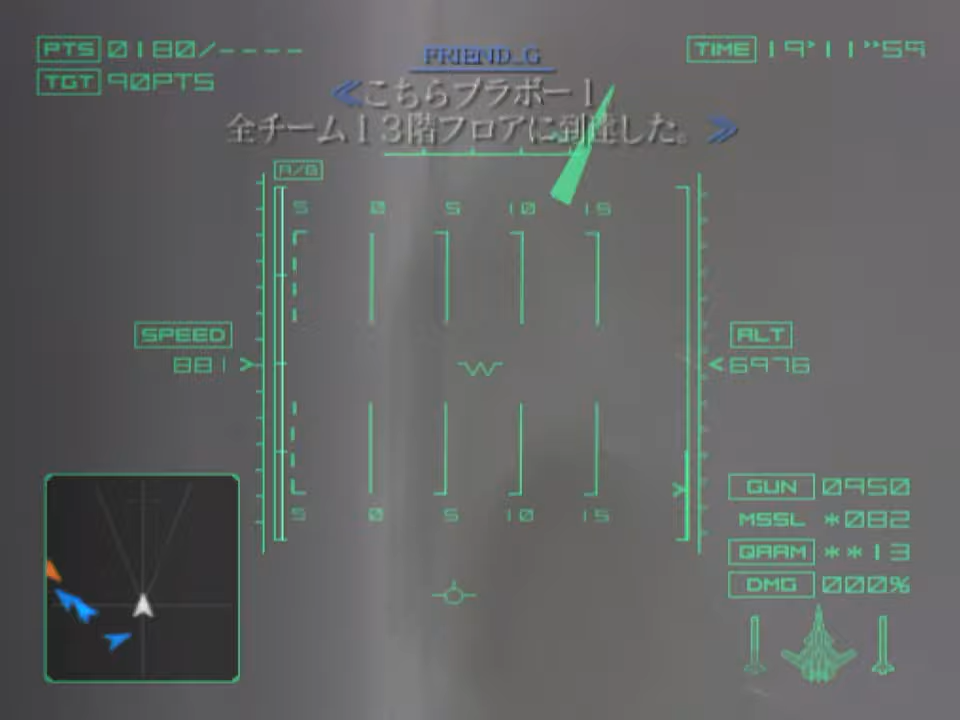 PTS 0180/----
FRIEND_G
TIME 19'11"59
TGT 90PTS
≪こちらブラボー1
全チーム13階フロアに到達した。≫
A/G
5 0 5 10 15
SPEED
881
ALT
6976
5 0 5 10 15
GUN 0950
MSSL *082
QAAM **13
DMG 000%